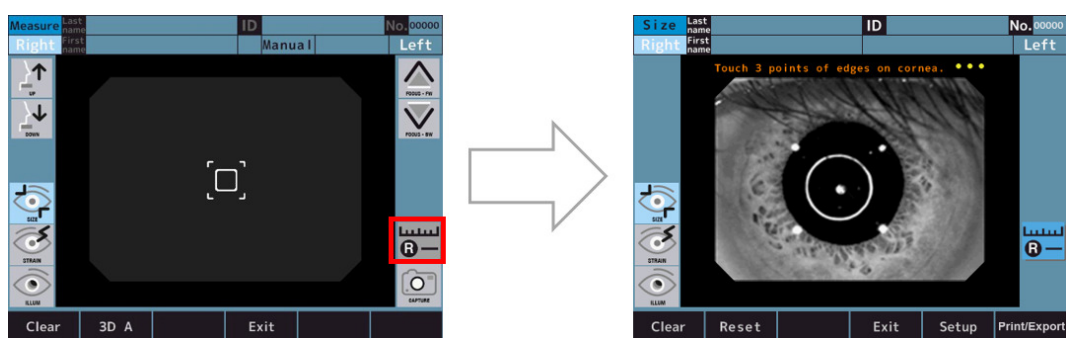 Measure Last name ID No. 00000
Right First name Manual Left
UP
DOWN
SIZE
STRAIN
ILLUM
FOCUS - FW
FOCUS - BW
R —
CAPTURE
Clear 3D A Exit
Size Last name ID No. 00000
Right First name Left
Touch 3 points of edges on cornea.
SIZE
STRAIN
ILLUM
R —
Clear Reset Exit Setup Print/Export